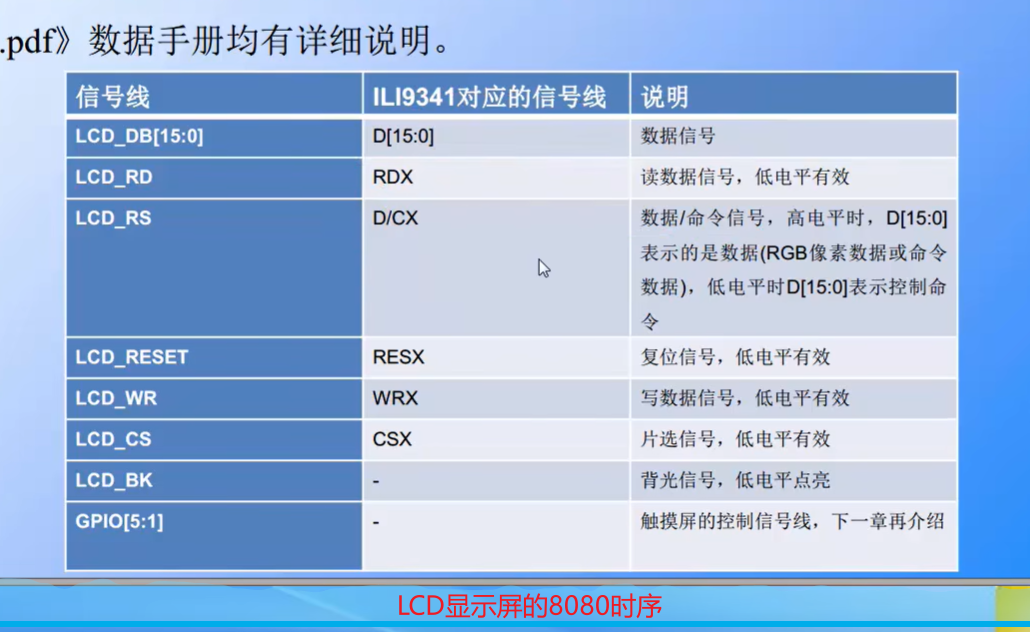 .pdf》数据手册均有详细说明。
信号线 ILI9341对应的信号线 说明
LCD_DB[15:0] D[15:0] 数据信号
LCD_RD RDX 读数据信号，低电平有效
LCD_RS D/CX 数据/命令信号，高电平时，D[15:0]
表示的是数据(RGB像素数据或命令
数据)，低电平时D[15:0]表示控制命
令
LCD_RESET RESX 复位信号，低电平有效
LCD_WR WRX 写数据信号，低电平有效
LCD_CS CSX 片选信号，低电平有效
LCD_BK - 背光信号，低电平点亮
GPIO[5:1] - 触摸屏的控制信号线，下一章再介绍
LCD显示屏的8080时序